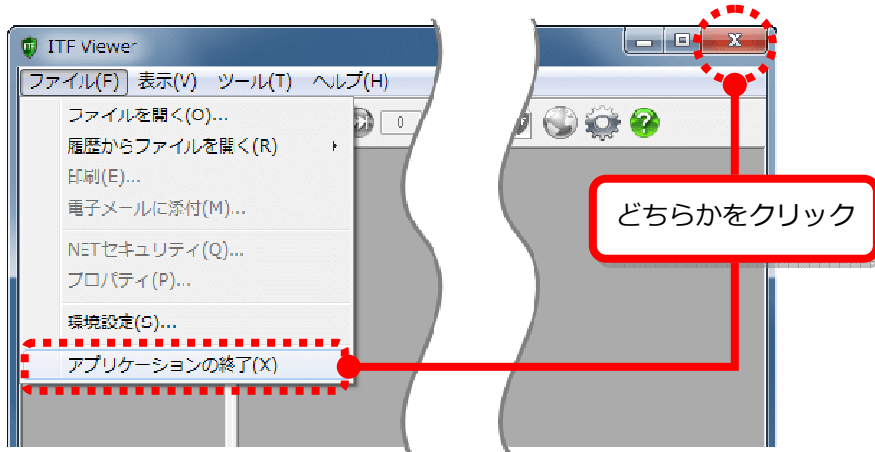 ITF Viewer
ファイル(F) 表示(V) ツール(T) ヘルプ(H)
ファイルを開く(O)...
0
履歴からファイルを開く(R)
印刷(E)...
電子メールに添付(M)...
どちらかをクリック
NETセキュリティ(Q)...
プロパティ(P)...
環境設定(S)...
アプリケーションの終了(X)